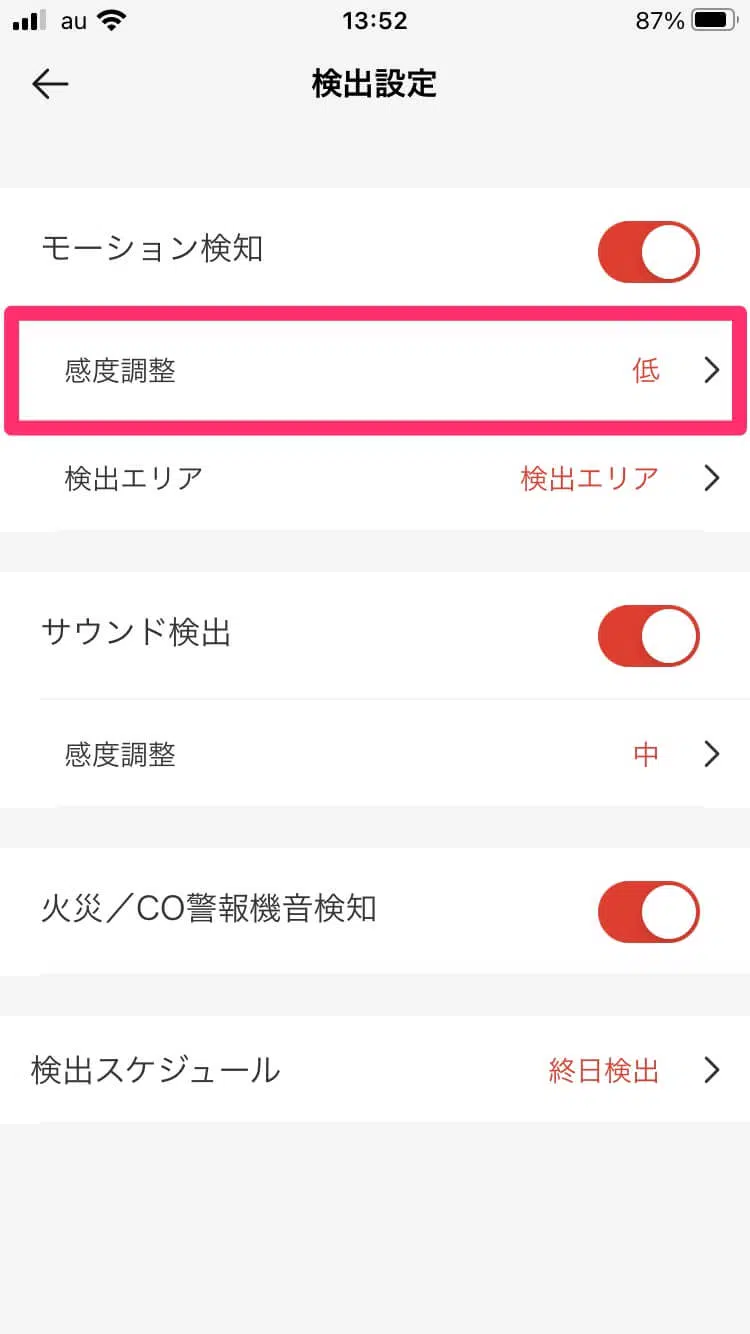 au 13:52 87%
検出設定
モーション検知
感度調整 低
検出エリア 検出エリア
サウンド検出
感度調整 中
火災／CO警報機音検知
検出スケジュール 終日検出